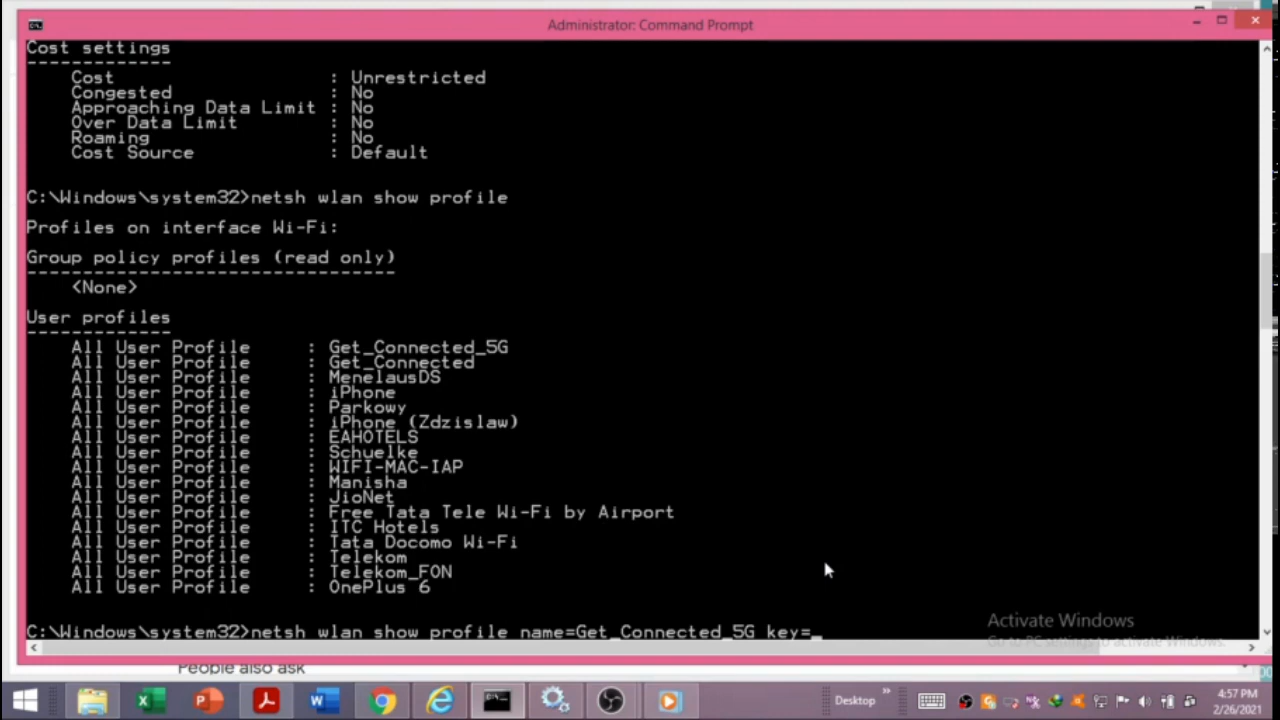 Administrator: Command Prompt
Cost settings
-------------
Cost : Unrestricted
Congested : No
Approaching Data Limit : No
Over Data Limit : No
Roaming : No
Cost Source : Default
C:\Windows\system32>netsh wlan show profile
Profiles on interface Wi-Fi:
Group policy profiles (read only)
---------------------------------
<None>
User profiles
-------------
All User Profile : Get_Connected_5G
All User Profile : Get_Connected
All User Profile : MenelausDS
All User Profile : iPhone
All User Profile : Parkowy
All User Profile : iPhone (Zdzislaw)
All User Profile : EAHOTELS
All User Profile : Schuelke
All User Profile : WIFI-MAC-IAP
All User Profile : Manisha
All User Profile : JioNet
All User Profile : Free Tata Tele Wi-Fi by Airport
All User Profile : ITC Hotels
All User Profile : Tata Docomo Wi-Fi
All User Profile : Telekom
All User Profile : Telekom_FON
All User Profile : OnePlus 6
C:\Windows\system32>netsh wlan show profile name=Get_Connected_5G key=_
Activate Windows
Go to PC settings to activate Windows.
People also ask
Desktop
4:57 PM
2/26/2021